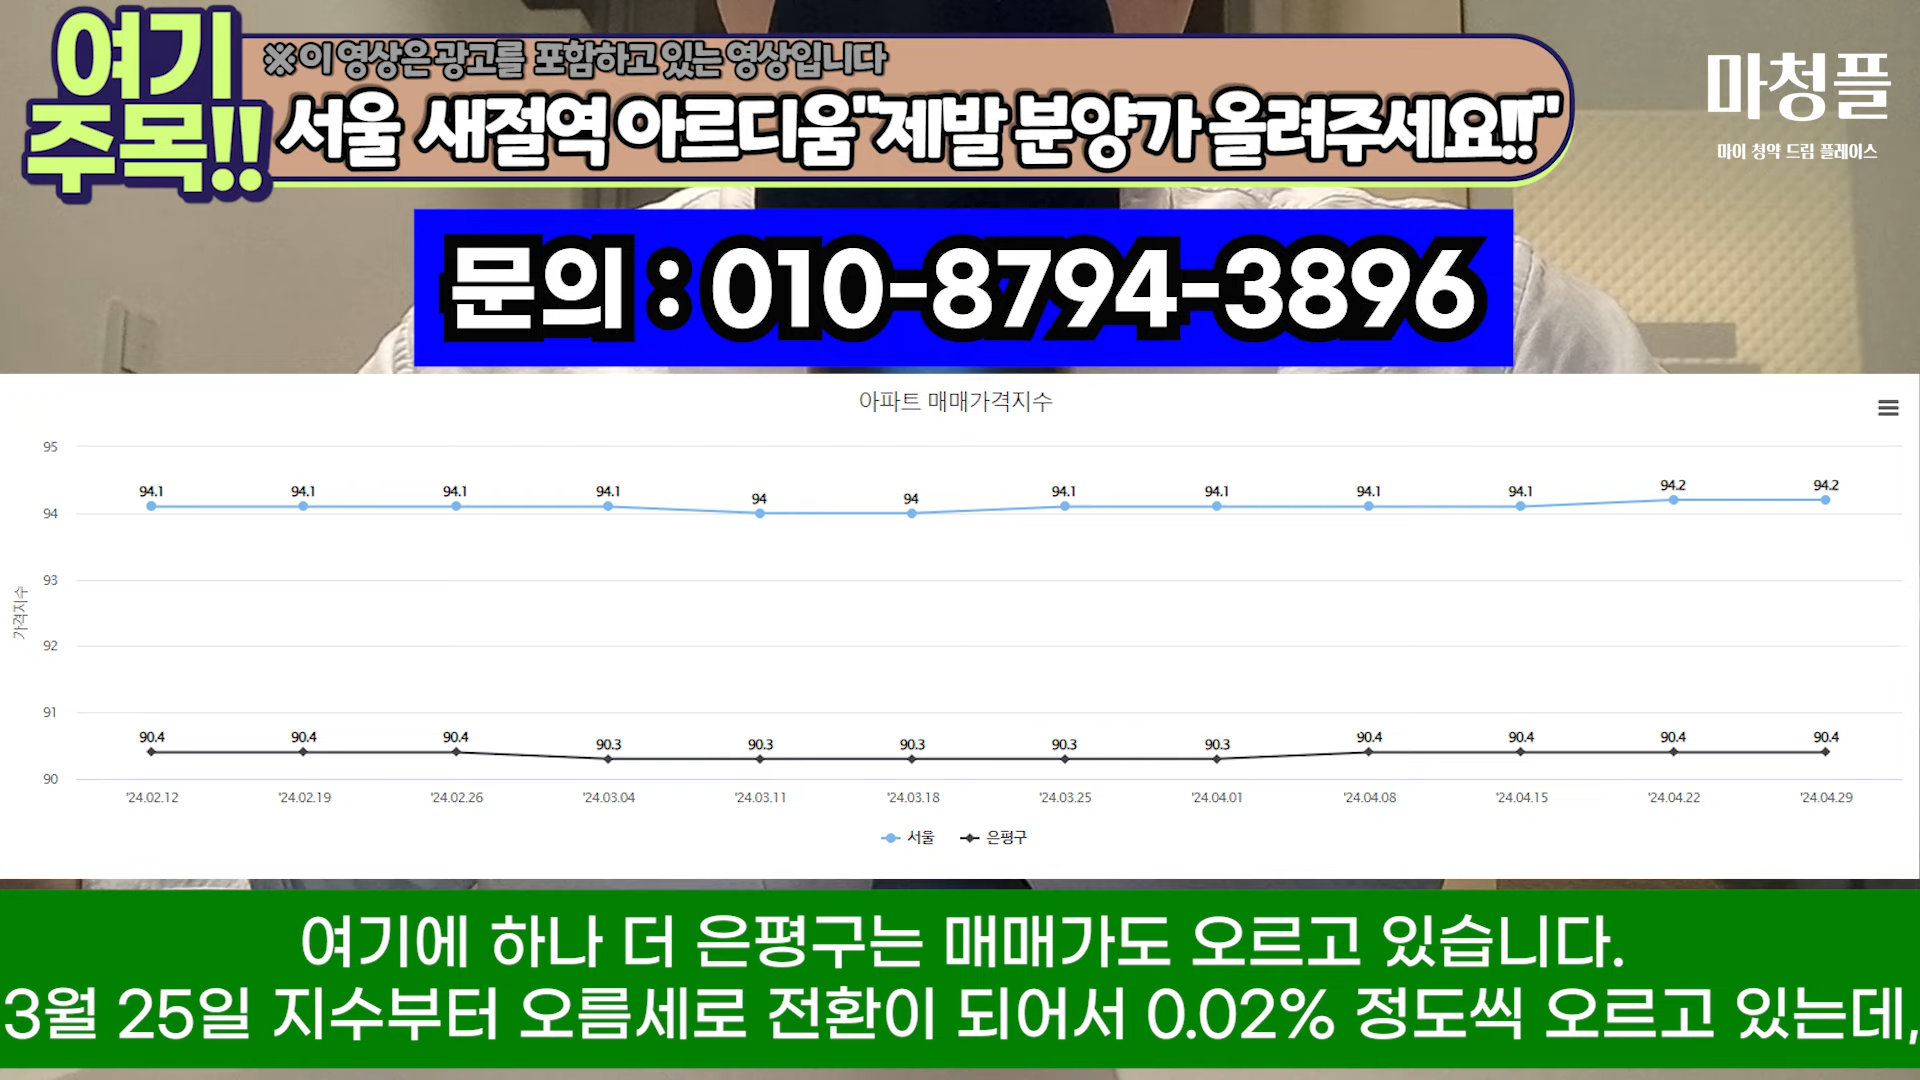 여기
주목!!
※이 영상은 광고를 포함하고 있는 영상입니다
서울 새절역 아르디움"제발 분양가 올려주세요!!"
마청플
마이 청약 드림 플레이스
문의 : 010-8794-3896
아파트 매매가격지수
95
94.1 94.1 94.1 94.1 94 94 94.1 94.1 94.1 94.1 94.2 94.2
94
93
가격지수
92
91
90.4 90.4 90.4 90.3 90.3 90.3 90.3 90.3 90.4 90.4 90.4 90.4
90
'24.02.12 '24.02.19 '24.02.26 '24.03.04 '24.03.11 '24.03.18 '24.03.25 '24.04.01 '24.04.08 '24.04.15 '24.04.22 '24.04.29
서울 은평구
여기에 하나 더 은평구는 매매가도 오르고 있습니다.
3월 25일 지수부터 오름세로 전환이 되어서 0.02% 정도씩 오르고 있는데,